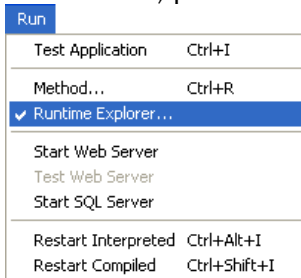 Run
Test Application Ctrl+I
Method... Ctrl+R
Runtime Explorer...
Start Web Server
Test Web Server
Start SQL Server
Restart Interpreted Ctrl+Alt+I
Restart Compiled Ctrl+Shift+I